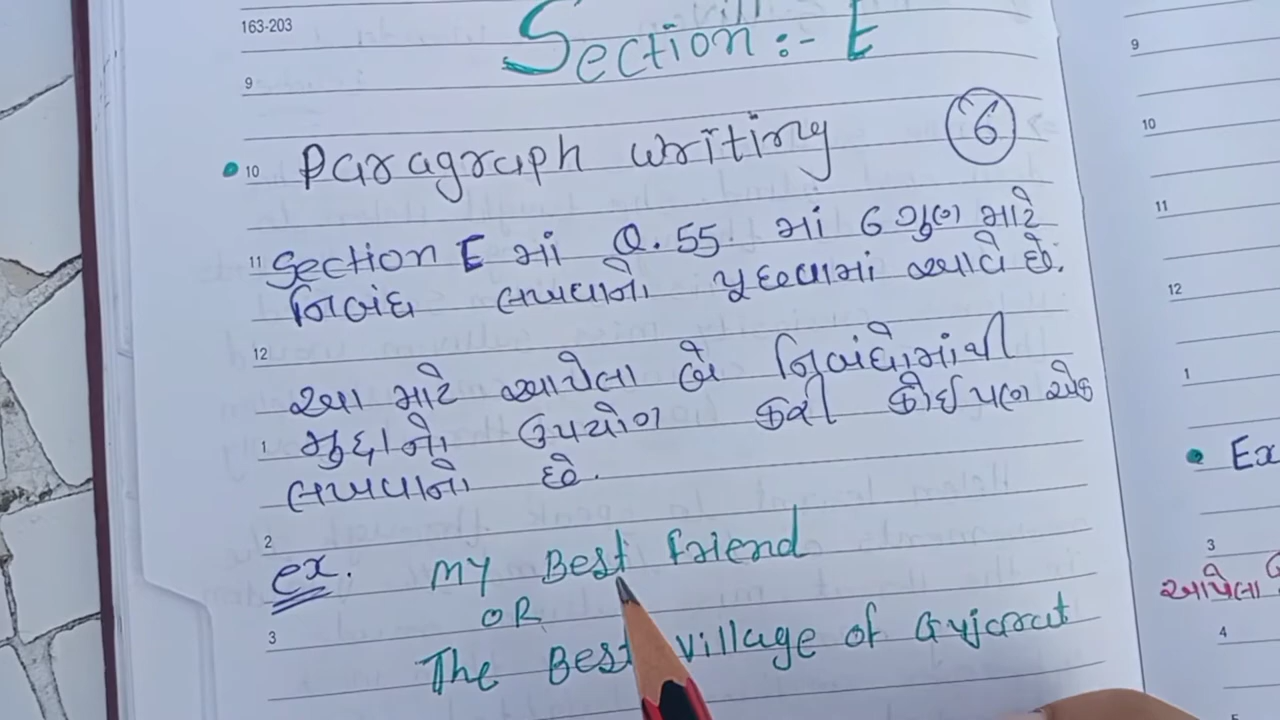 163-203
Section :- E
9
10 Paragraph writing 6
11 Section E માં Q. 55. માં 6 ગુણ માટે
નિબંધ લખવાનો પુછવામાં આવે છે.
12
આ માટે આપેલા બે નિબંધોમાંથી
1 મુદ્દાનો ઉપયોગ કરી કોઈપણ એક
લખવાનો છે.
2
ex. MY Best friend
OR
3
The Best village of Gujarat
9
10
11
12
1
Ex
3
આપેલા
4